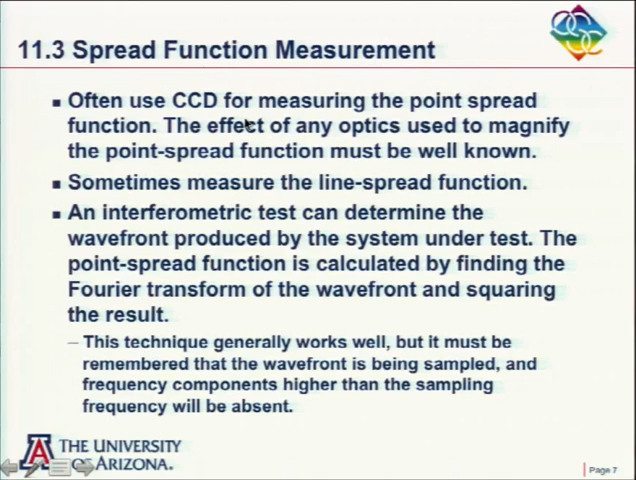 11.3 Spread Function Measurement
▪ Often use CCD for measuring the point spread
function. The effect of any optics used to magnify
the point-spread function must be well known.
▪ Sometimes measure the line-spread function.
▪ An interferometric test can determine the
wavefront produced by the system under test. The
point-spread function is calculated by finding the
Fourier transform of the wavefront and squaring
the result.
– This technique generally works well, but it must be
remembered that the wavefront is being sampled, and
frequency components higher than the sampling
frequency will be absent.
A THE UNIVERSITY
OF ARIZONA.
Page 7